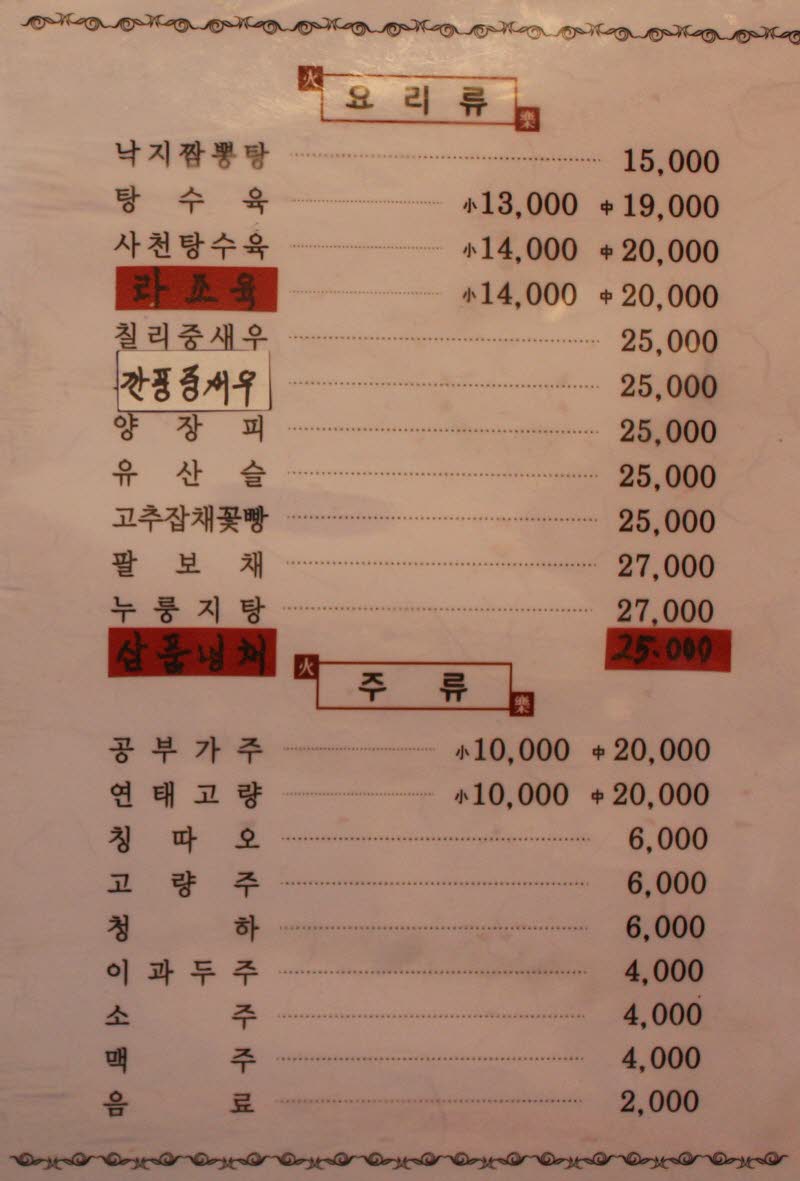 火 요리류 樂
낙지짬뽕탕 15,000
탕수육 小13,000 中19,000
사천탕수육 小14,000 中20,000
라조육 小14,000 中20,000
칠리중새우 25,000
깐풍중새우 25,000
양장피 25,000
유산슬 25,000
고추잡채꽃빵 25,000
팔보채 27,000
누룽지탕 27,000
삼품냉채 25.000
火 주류 樂
공부가주 小10,000 中20,000
연태고량 小10,000 中20,000
칭따오 6,000
고량주 6,000
청하 6,000
이과두주 4,000
소주 4,000
맥주 4,000
음료 2,000